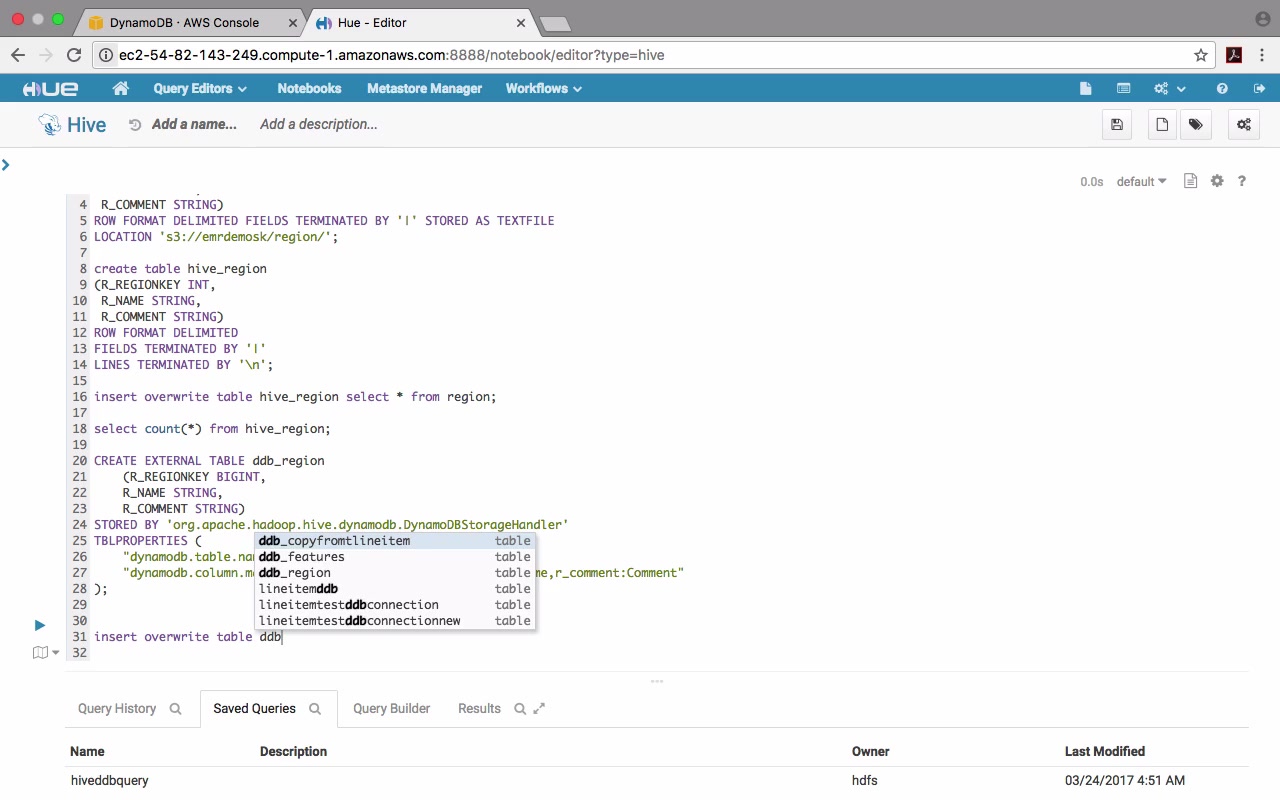 DynamoDB · AWS Console
Hue - Editor
ec2-54-82-143-249.compute-1.amazonaws.com:8888/notebook/editor?type=hive
HUE Query Editors Notebooks Metastore Manager Workflows
Hive Add a name... Add a description...
0.0s default
4 R_COMMENT STRING)
5 ROW FORMAT DELIMITED FIELDS TERMINATED BY '|' STORED AS TEXTFILE
6 LOCATION 's3://emrdemosk/region/';
7
8 create table hive_region
9 (R_REGIONKEY INT,
10 R_NAME STRING,
11 R_COMMENT STRING)
12 ROW FORMAT DELIMITED
13 FIELDS TERMINATED BY '|'
14 LINES TERMINATED BY '\n';
15
16 insert overwrite table hive_region select * from region;
17
18 select count(*) from hive_region;
19
20 CREATE EXTERNAL TABLE ddb_region
21 (R_REGIONKEY BIGINT,
22 R_NAME STRING,
23 R_COMMENT STRING)
24 STORED BY 'org.apache.hadoop.hive.dynamodb.DynamoDBStorageHandler'
25 TBLPROPERTIES (
26 "dynamodb.table.na
27 "dynamodb.column.m me,r_comment:Comment"
28 );
29
30
31 insert overwrite table ddb
32
ddb_copyfromtlineitem table
ddb_features table
ddb_region table
lineitemddb table
lineitemtestddbconnection table
lineitemtestddbconnectionnew table
Query History Saved Queries Query Builder Results
Name Description Owner Last Modified
hiveddbquery hdfs 03/24/2017 4:51 AM